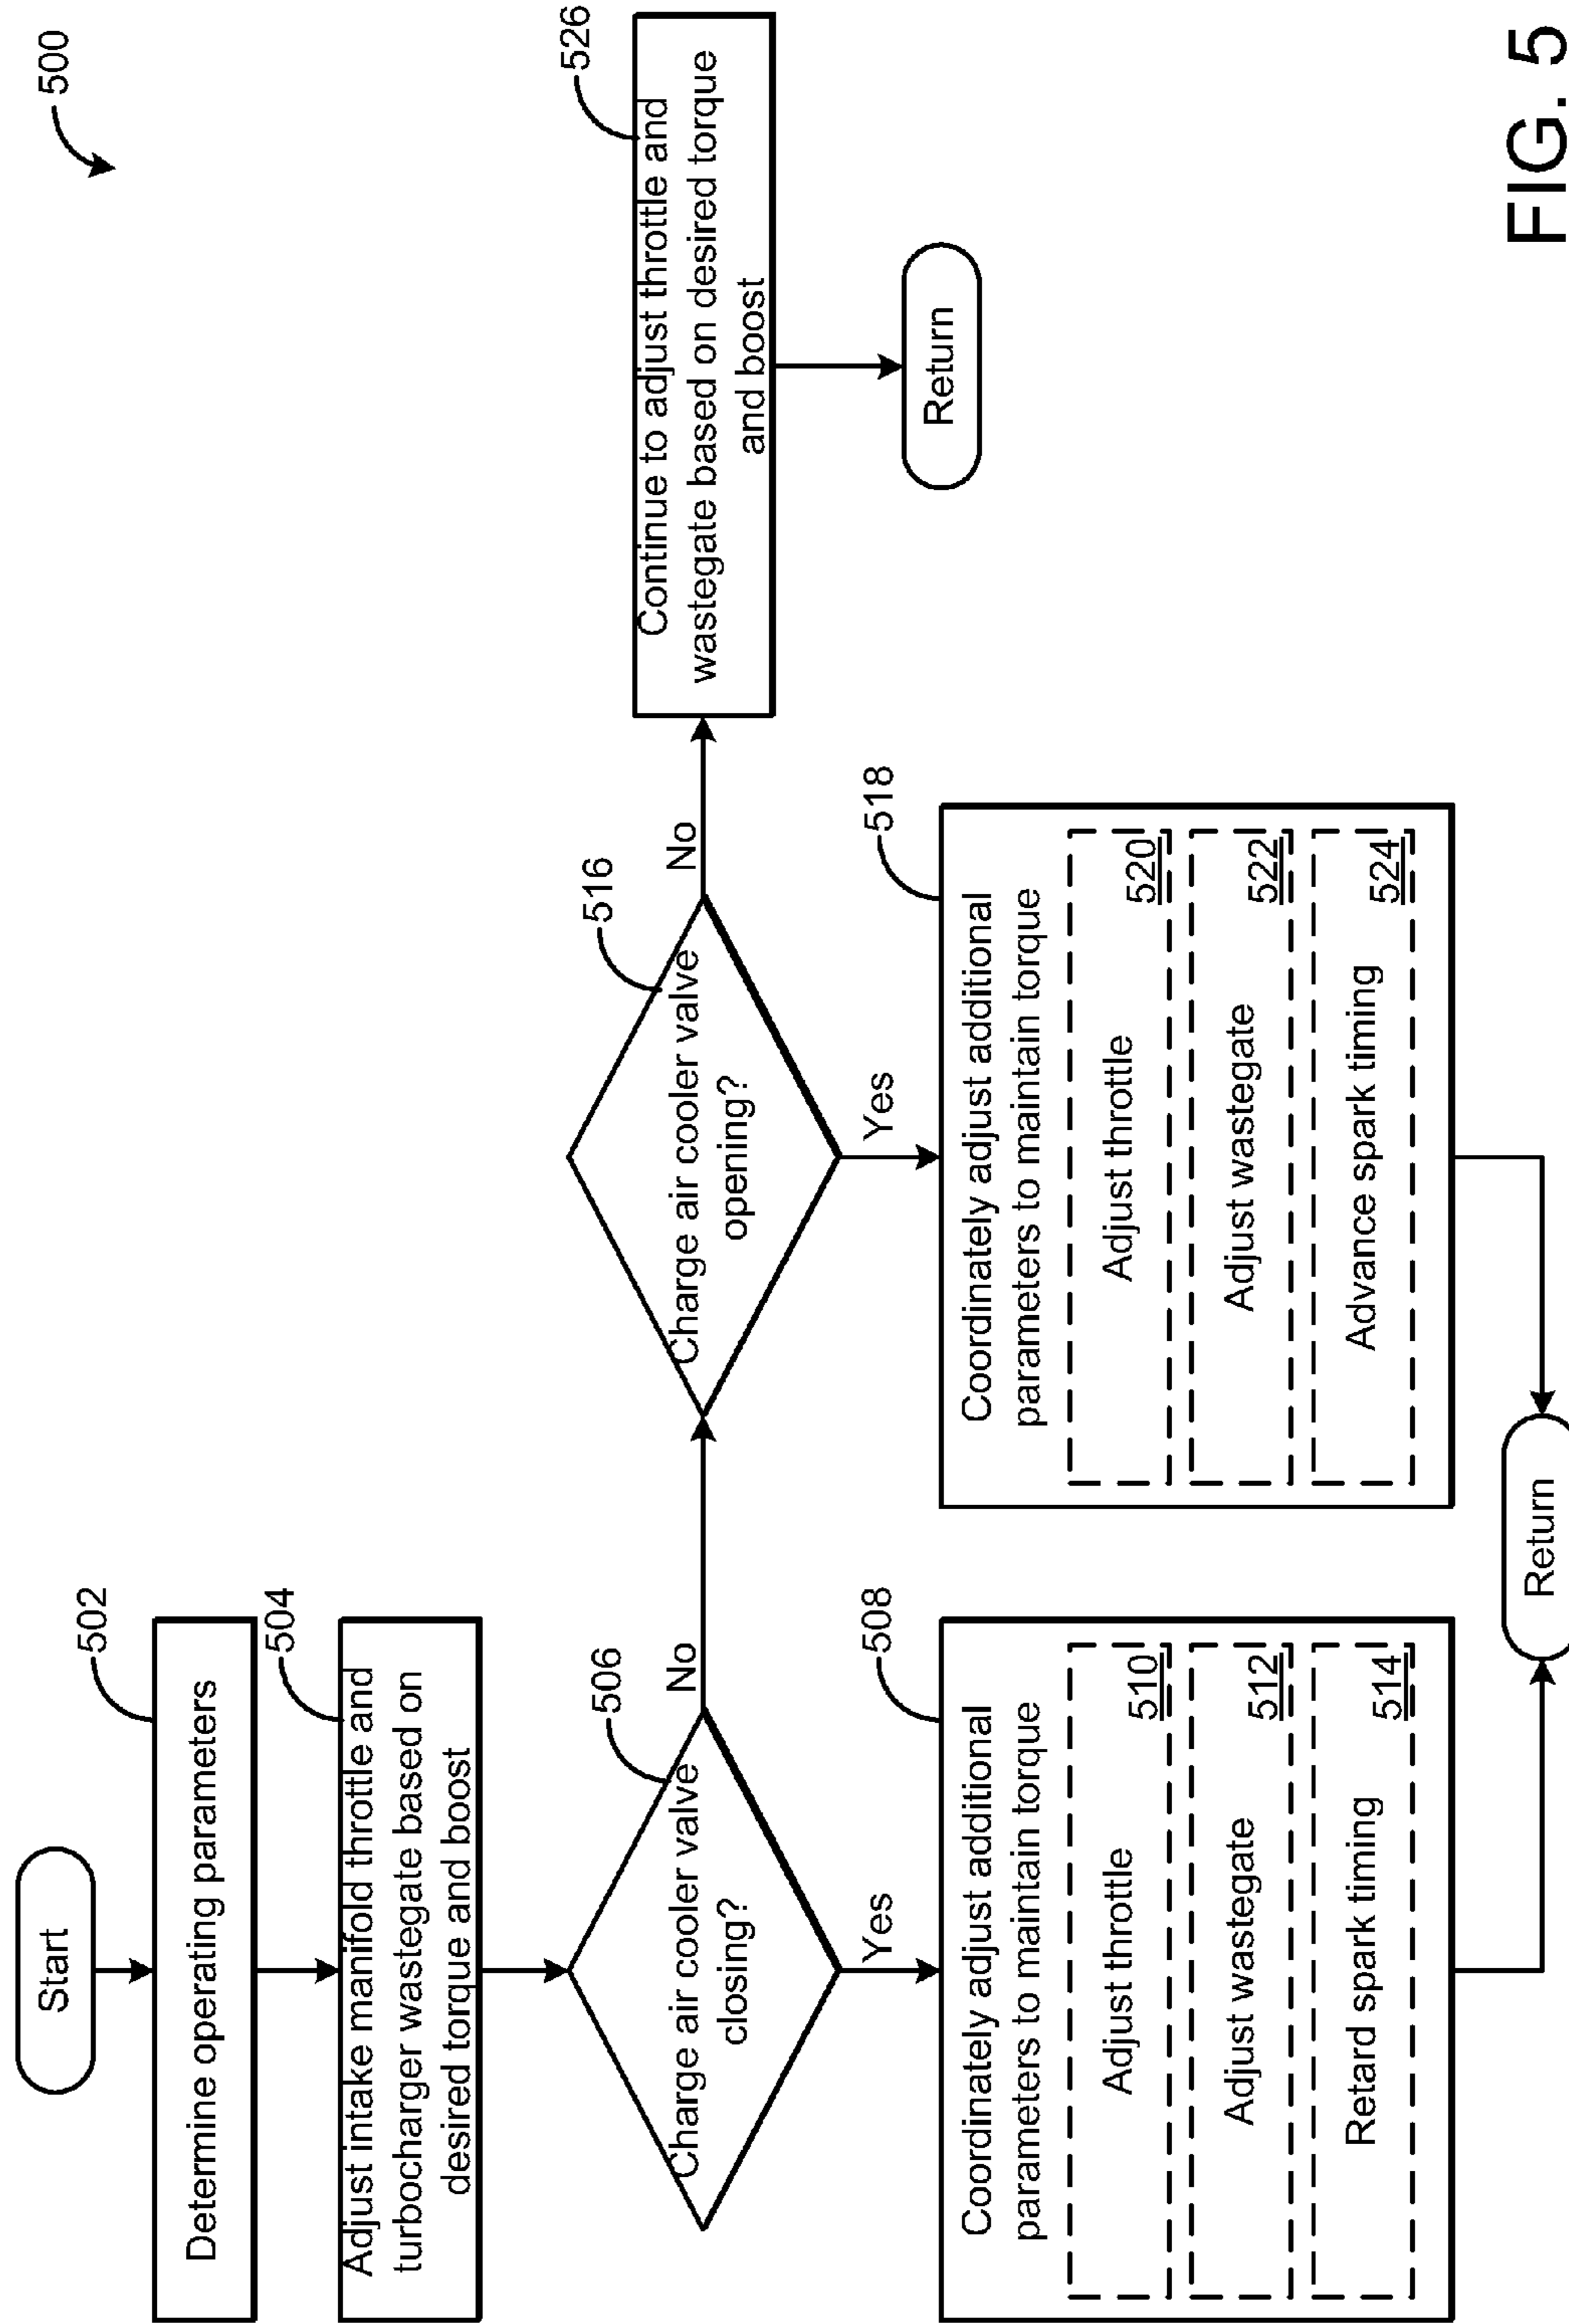 500
Start
502
Determine operating parameters
504
Adjust intake manifold throttle and
turbocharger wastegate based on
desired torque and boost
506
Charge air cooler valve
closing?
No
Yes
508
Coordinately adjust additional
parameters to maintain torque
Adjust throttle
510
Adjust wastegate
512
Retard spark timing
514
516
Charge air cooler valve
opening?
No
Yes
518
Coordinately adjust additional
parameters to maintain torque
Adjust throttle
520
Adjust wastegate
522
Advance spark timing
524
Return
526
Continue to adjust throttle and
wastegate based on desired torque
and boost
Return
FIG. 5